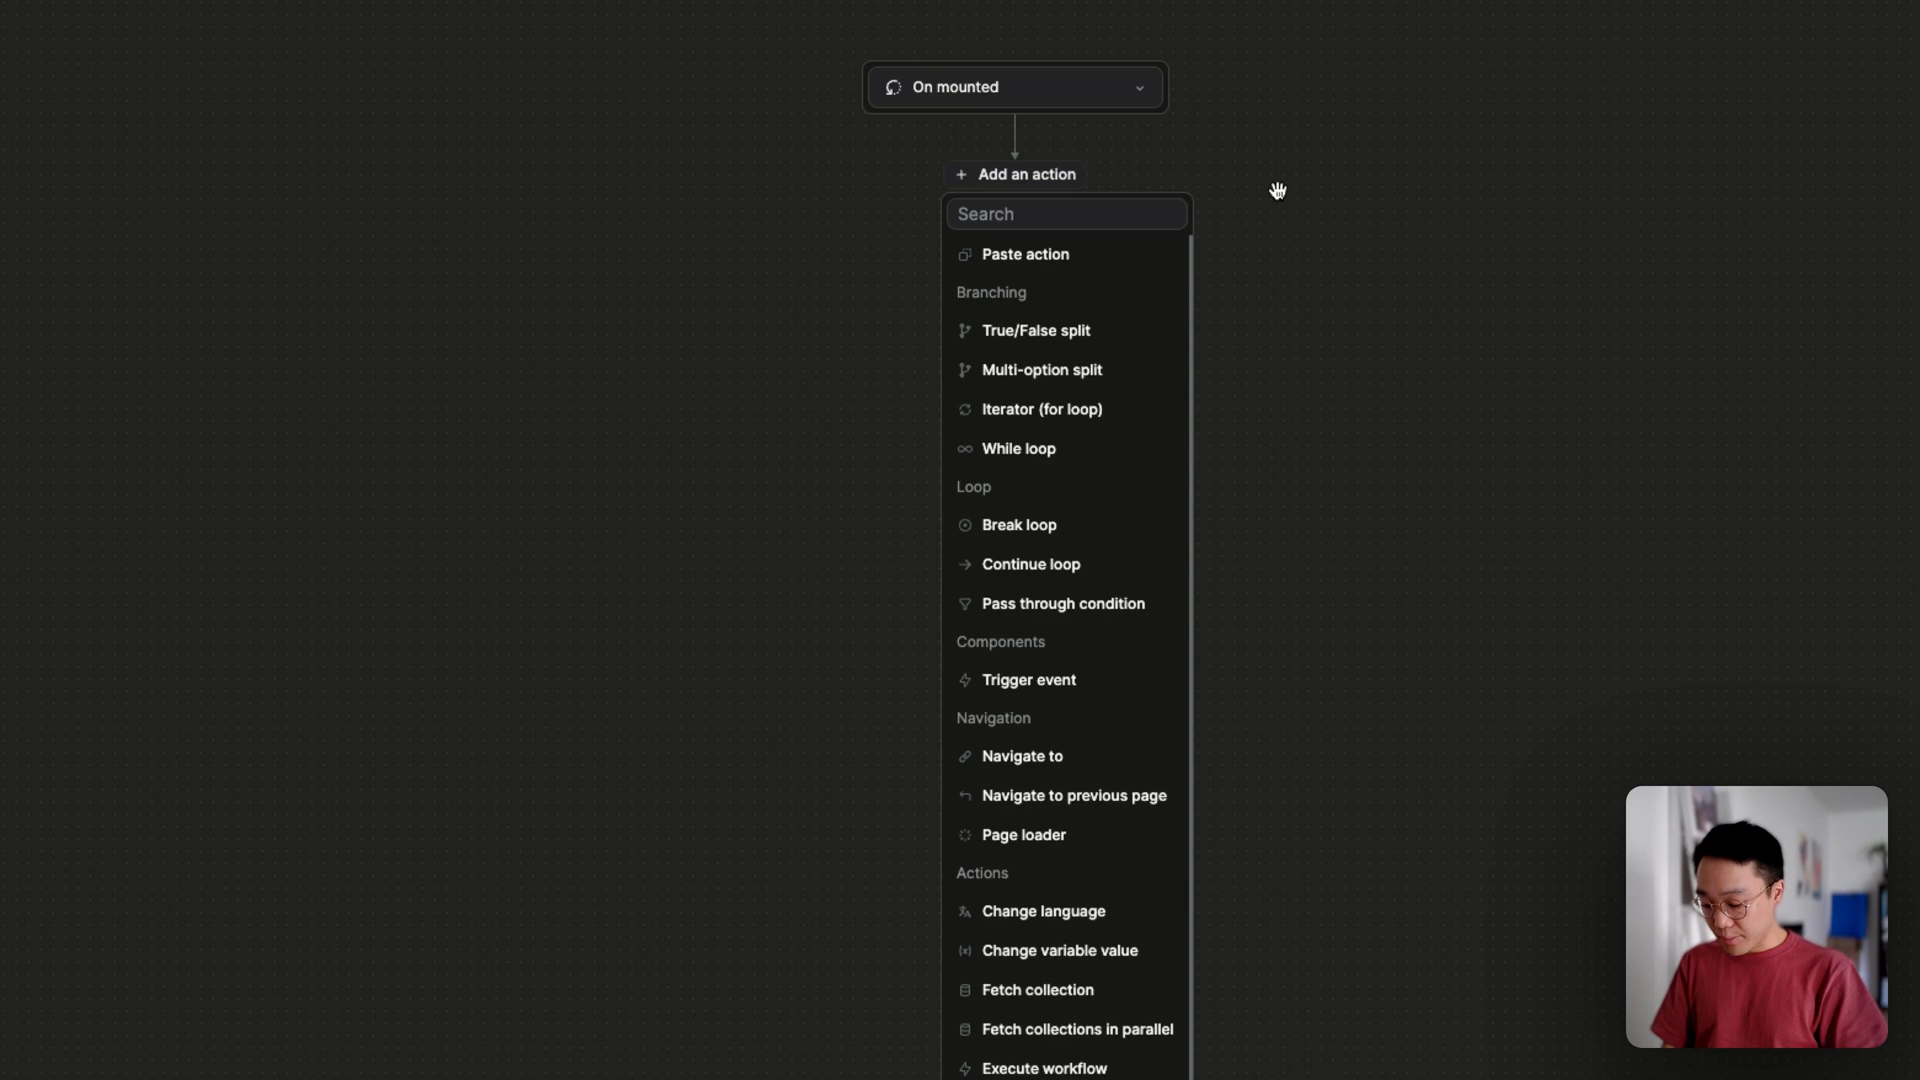 On mounted
+ Add an action
Search
Paste action
Branching
True/False split
Multi-option split
Iterator (for loop)
While loop
Loop
Break loop
Continue loop
Pass through condition
Components
Trigger event
Navigation
Navigate to
Navigate to previous page
Page loader
Actions
Change language
Change variable value
Fetch collection
Fetch collections in parallel
Execute workflow